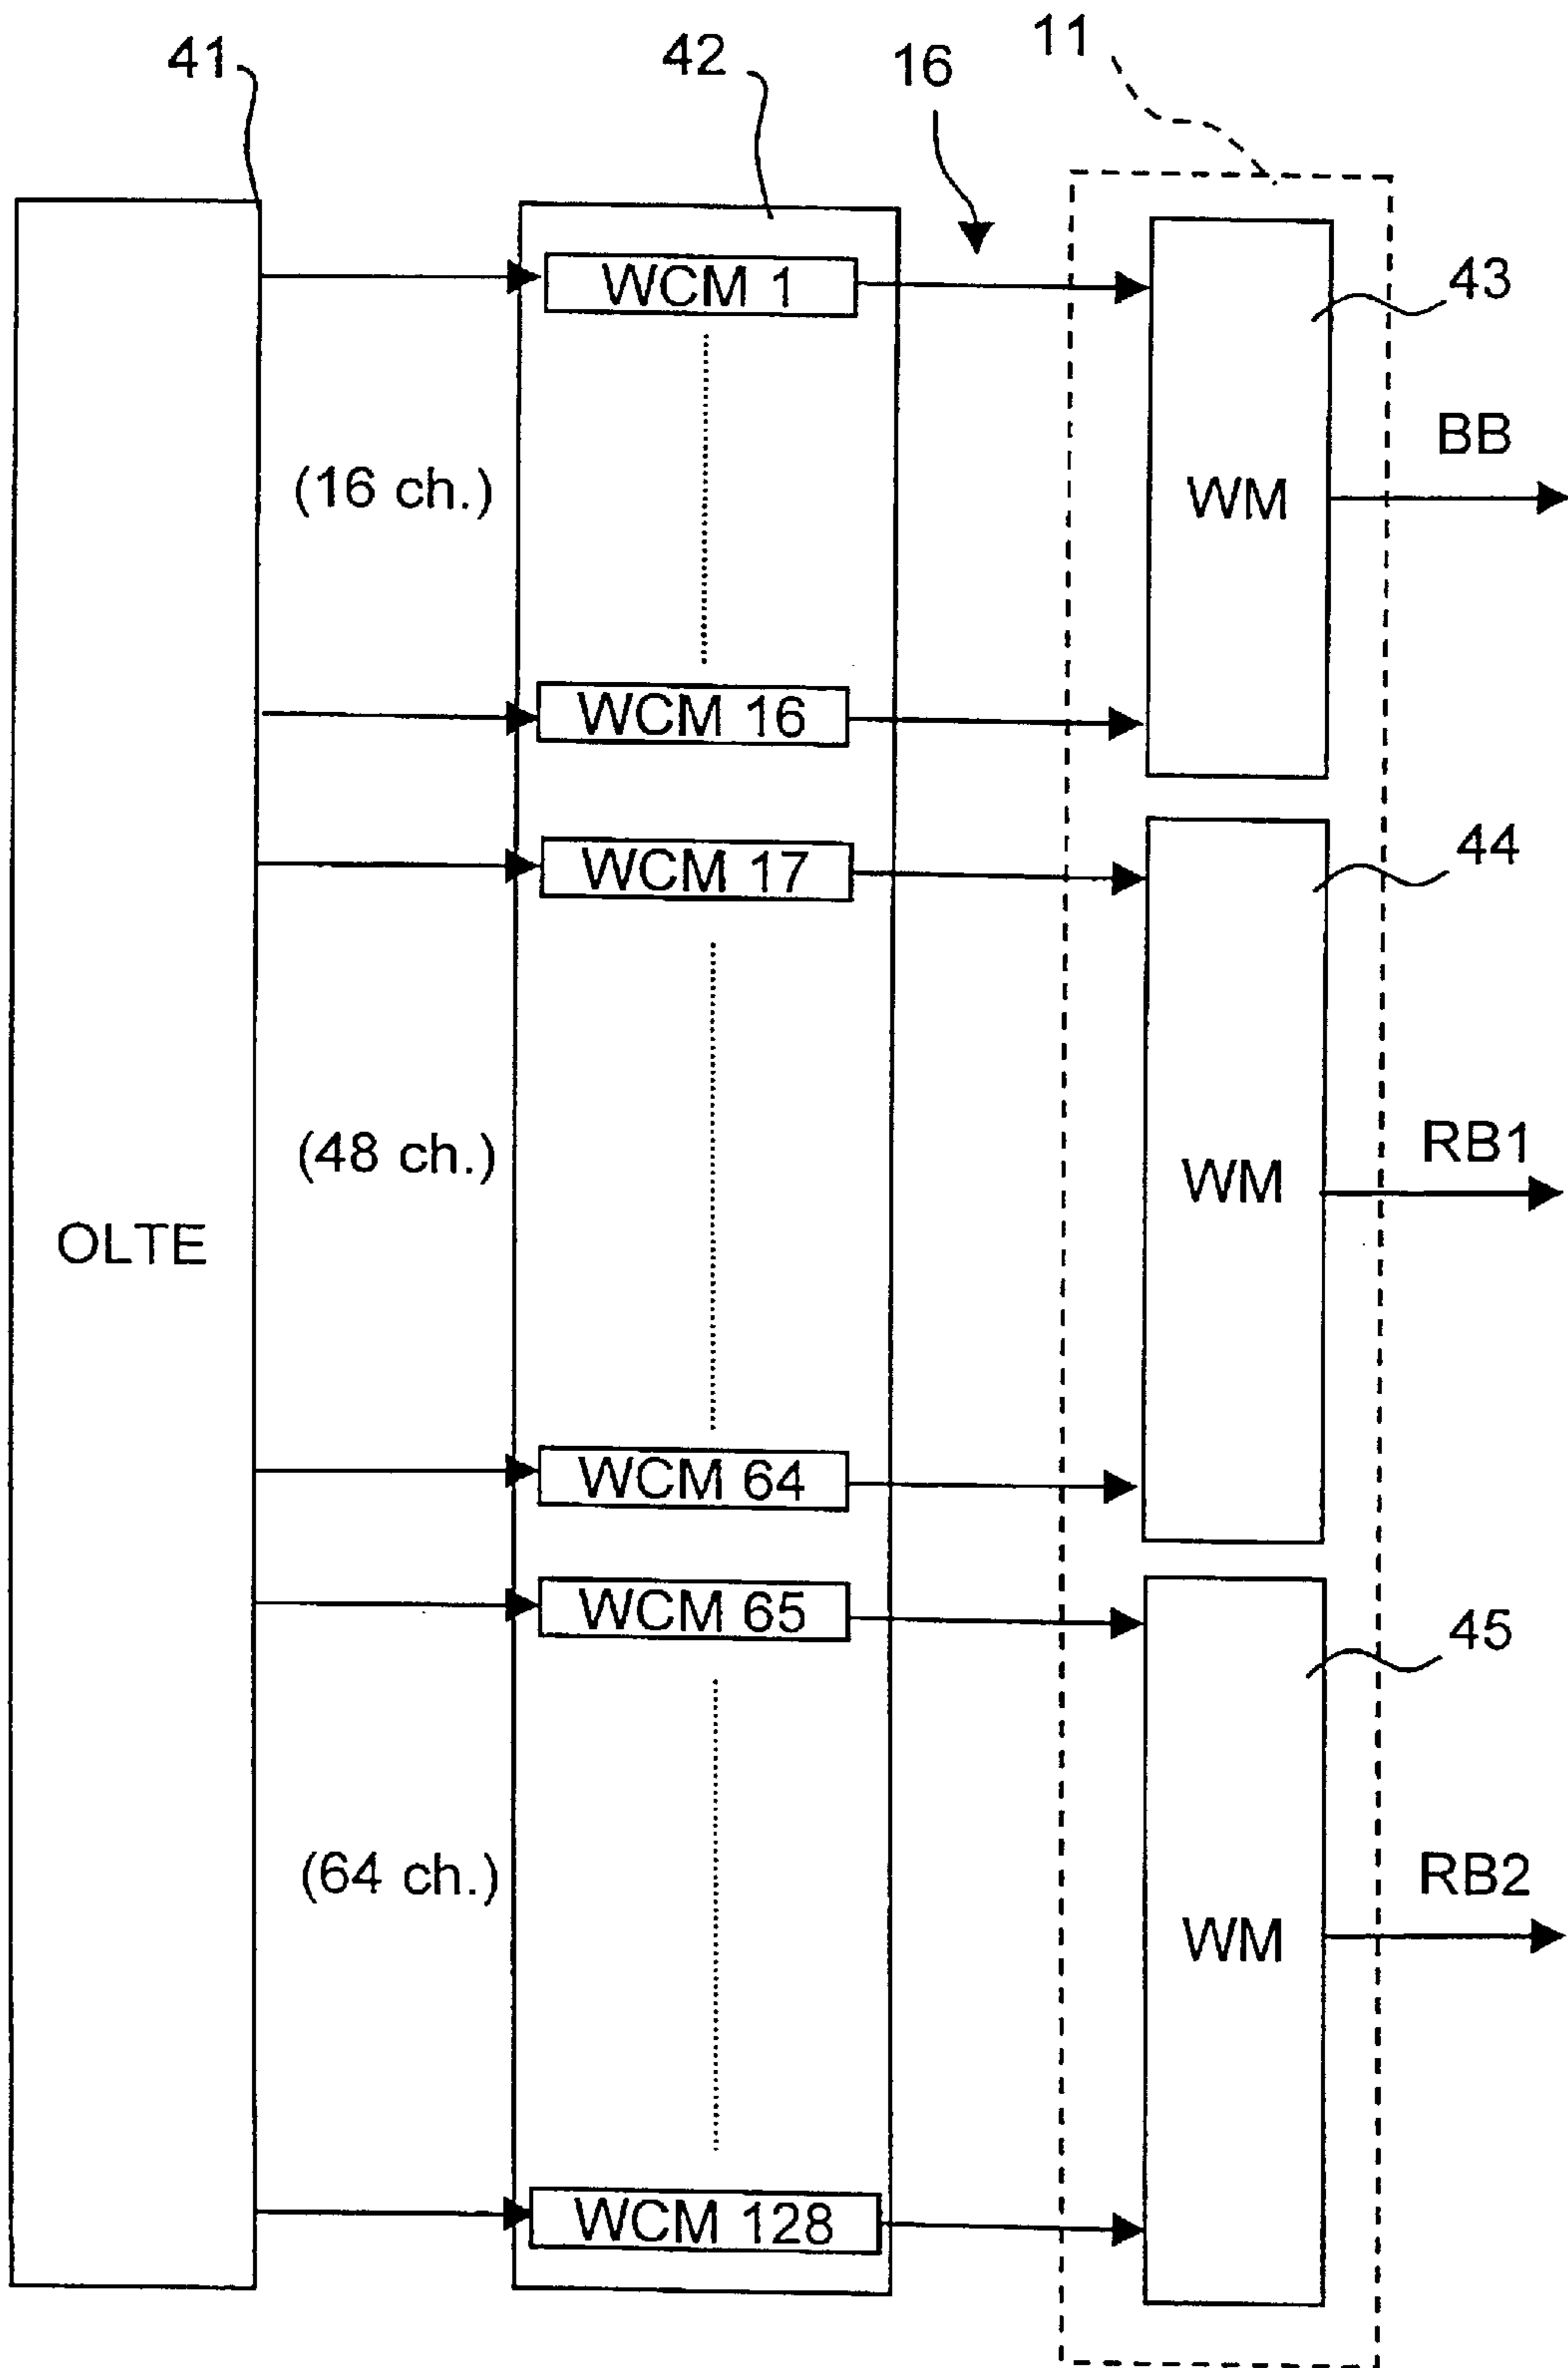 41
42
16
11
WCM 1
43
BB
(16 ch.)
WM
WCM 16
WCM 17
44
(48 ch.)
RB1
WM
OLTE
WCM 64
WCM 65
45
(64 ch.)
RB2
WM
WCM 128